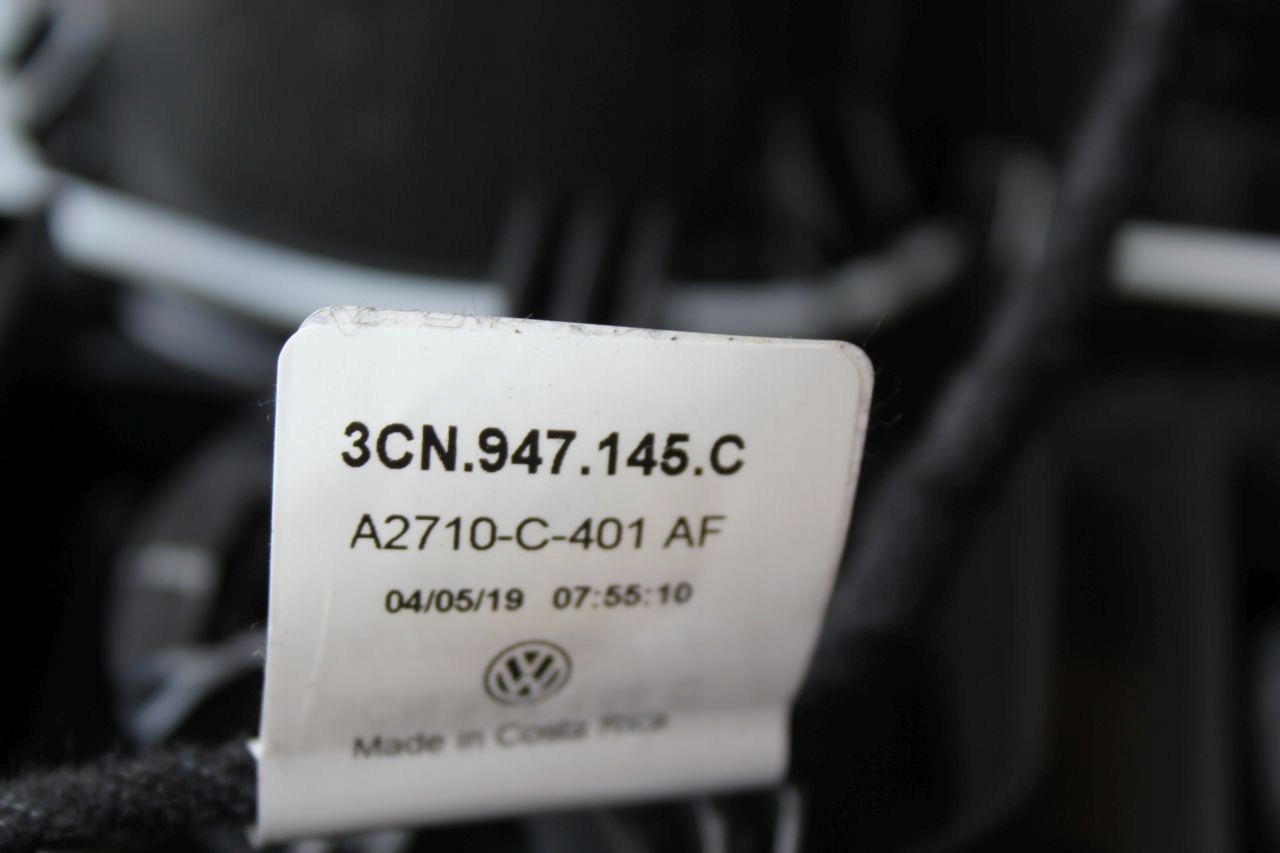 3CN.947.145.C
A2710-C-401 AF
04/05/19 07:55:10
Made in Costa Rica